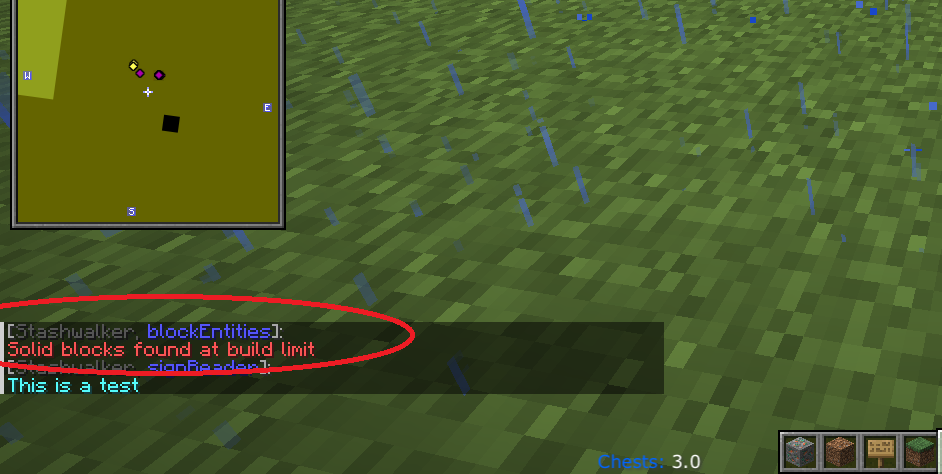 W
E
S
[Stashwalker, blockEntities]:
Solid blocks found at build limit
[Stashwalker, signReader]:
This is a test
Chests: 3.0